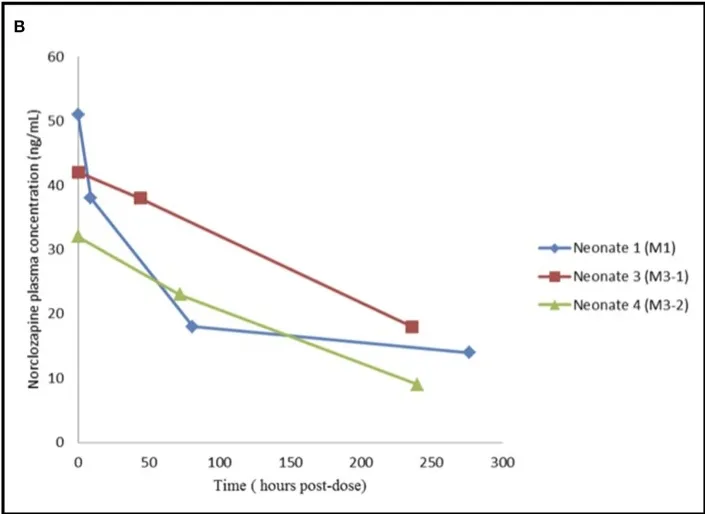 B
Norclozapine plasma concentration (ng/mL)
60
50
40
30
20
10
0
0 50 100 150 200 250 300
Time ( hours post-dose)
Neonate 1 (M1)
Neonate 3 (M3-1)
Neonate 4 (M3-2)